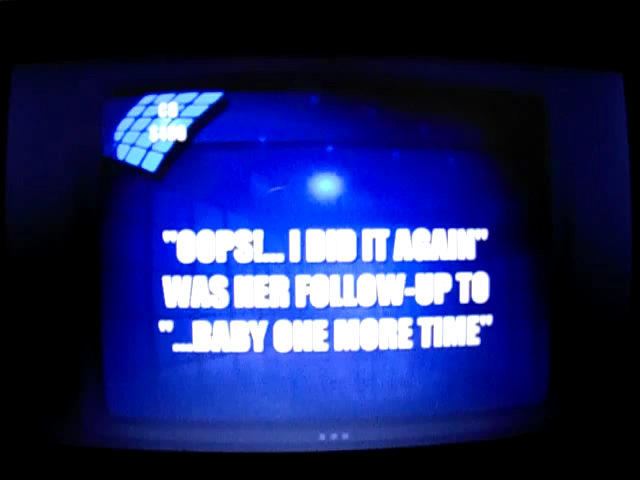 "OOPS!... I DID IT AGAIN"
WAS HER FOLLOW-UP TO
"...BABY ONE MORE TIME"